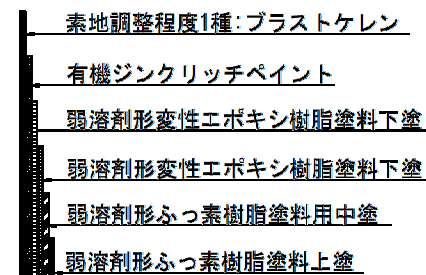 素地調整程度1種:ブラストケレン
有機ジンクリッチペイント
弱溶剤形変性エポキシ樹脂塗料下塗
弱溶剤形変性エポキシ樹脂塗料下塗
弱溶剤形ふっ素樹脂塗料用中塗
弱溶剤形ふっ素樹脂塗料上塗